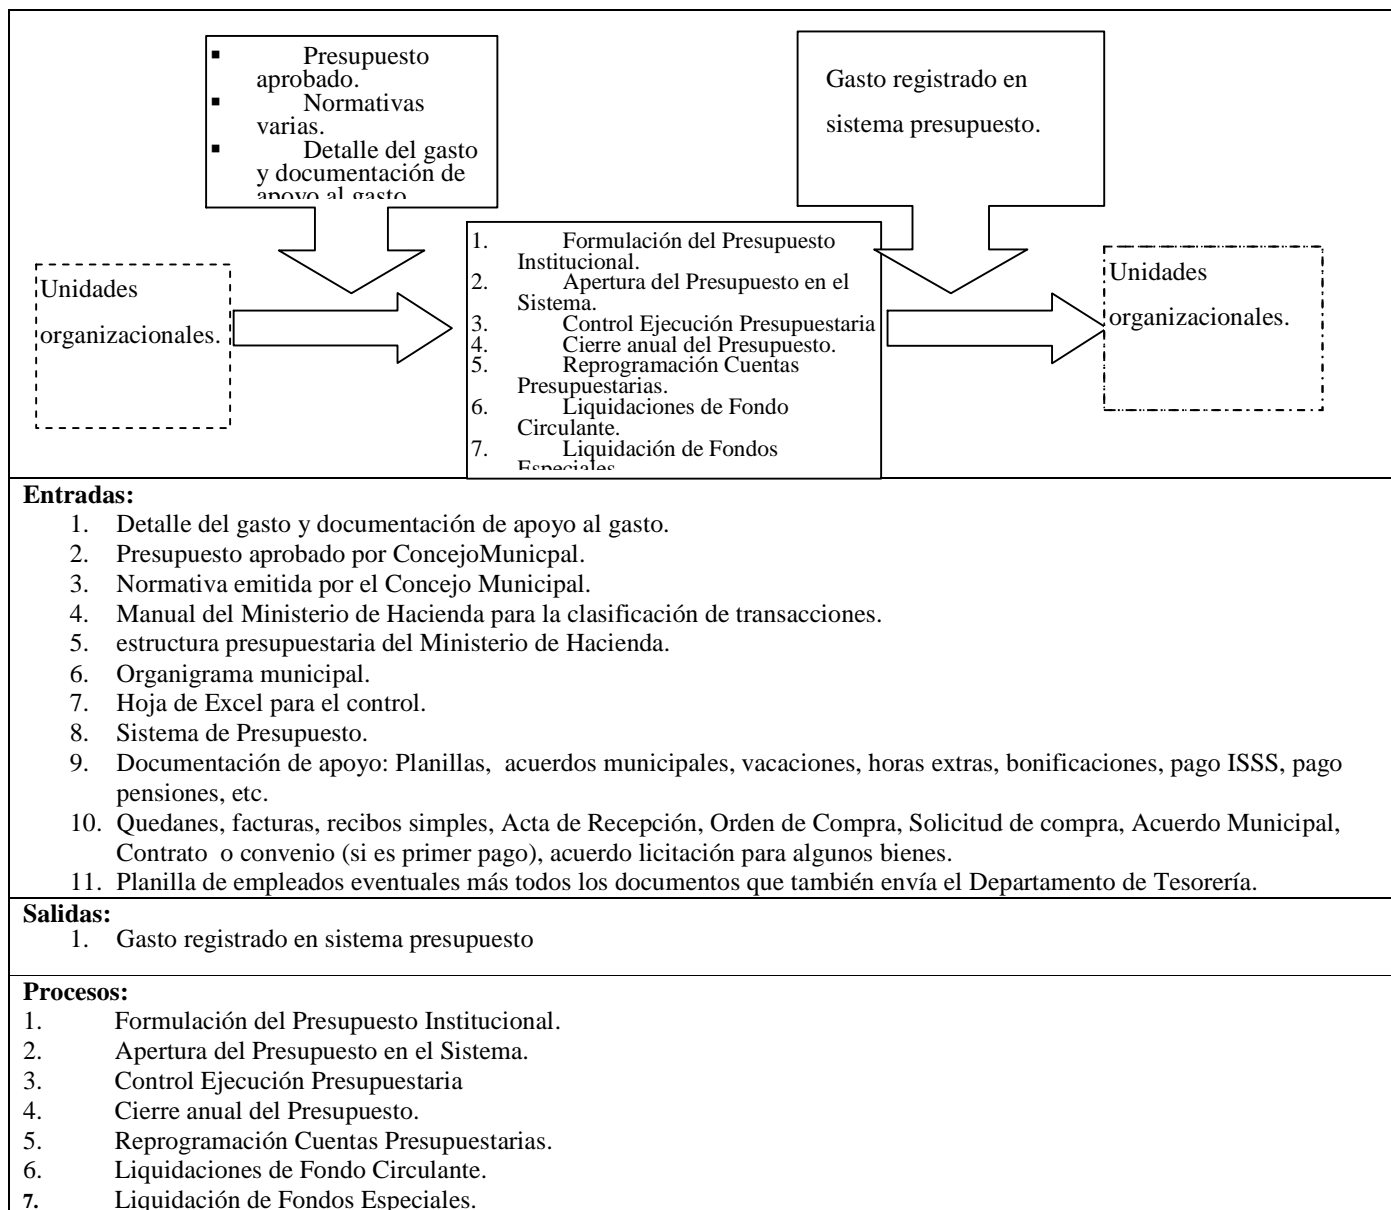 ▪ Presupuesto
aprobado.
▪ Normativas
varias.
▪ Detalle del gasto
y documentación de
apoyo al gasto
Gasto registrado en
sistema presupuesto.
Unidades
organizacionales.
1. Formulación del Presupuesto
Institucional.
2. Apertura del Presupuesto en el
Sistema.
3. Control Ejecución Presupuestaria
4. Cierre anual del Presupuesto.
5. Reprogramación Cuentas
Presupuestarias.
6. Liquidaciones de Fondo
Circulante.
7. Liquidación de Fondos
Especiales
Unidades
organizacionales.
Entradas:
1. Detalle del gasto y documentación de apoyo al gasto.
2. Presupuesto aprobado por ConcejoMunicpal.
3. Normativa emitida por el Concejo Municipal.
4. Manual del Ministerio de Hacienda para la clasificación de transacciones.
5. estructura presupuestaria del Ministerio de Hacienda.
6. Organigrama municipal.
7. Hoja de Excel para el control.
8. Sistema de Presupuesto.
9. Documentación de apoyo: Planillas, acuerdos municipales, vacaciones, horas extras, bonificaciones, pago ISSS, pago
pensiones, etc.
10. Quedanes, facturas, recibos simples, Acta de Recepción, Orden de Compra, Solicitud de compra, Acuerdo Municipal,
Contrato o convenio (si es primer pago), acuerdo licitación para algunos bienes.
11. Planilla de empleados eventuales más todos los documentos que también envía el Departamento de Tesorería.
Salidas:
1. Gasto registrado en sistema presupuesto
Procesos:
1. Formulación del Presupuesto Institucional.
2. Apertura del Presupuesto en el Sistema.
3. Control Ejecución Presupuestaria
4. Cierre anual del Presupuesto.
5. Reprogramación Cuentas Presupuestarias.
6. Liquidaciones de Fondo Circulante.
7. Liquidación de Fondos Especiales.